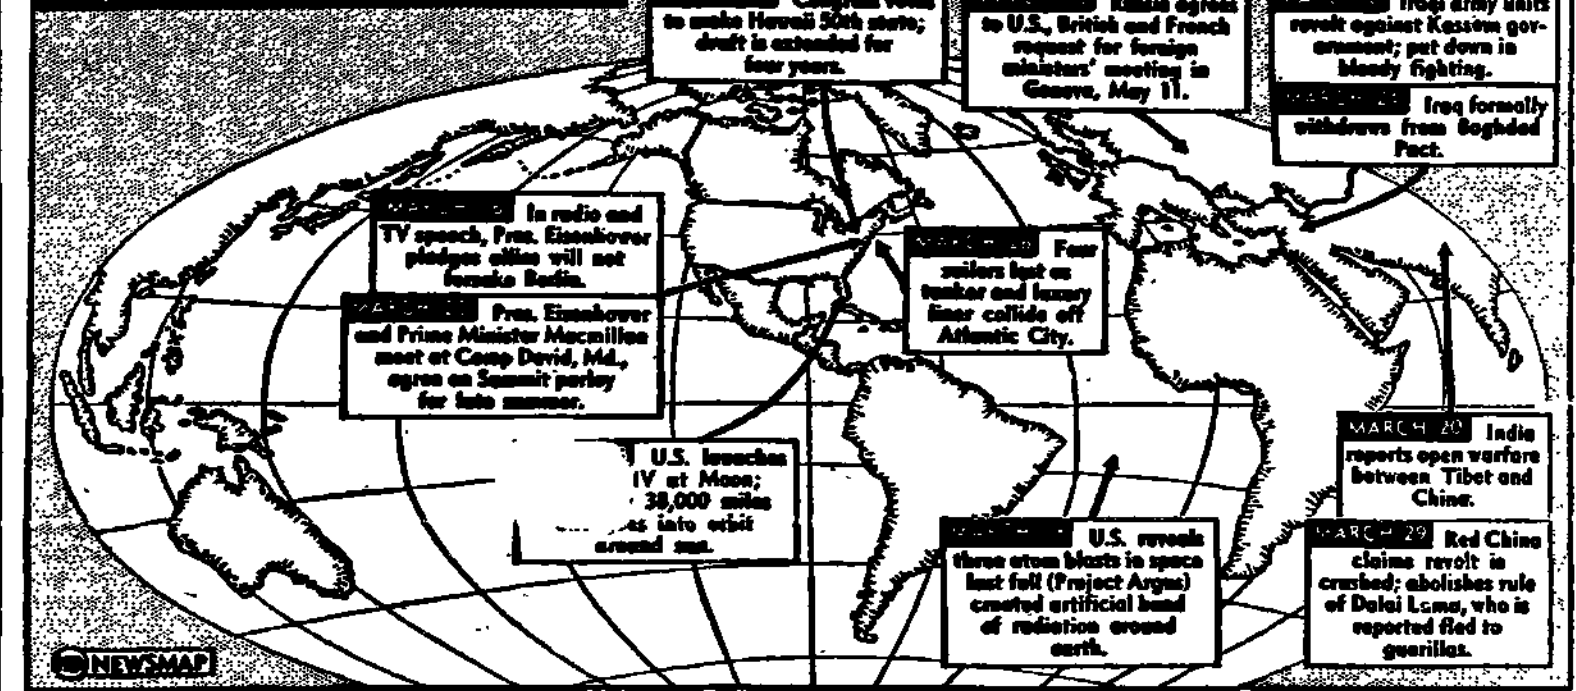 to make Hawaii 50th state;
draft is extended for
four years.
Russia agrees
to U.S., British and French
request for foreign
ministers' meeting in
Geneva, May 11.
Iraqi army units
revolt against Kassem gov-
ernment; put down in
bloody fighting.
Iraq formally
withdraws from Baghdad
Pact.
In radio and
TV speech, Pres. Eisenhower
pledges allies will not
forsake Berlin.
Pres. Eisenhower
and Prime Minister Macmillan
meet at Camp David, Md.,
agree on Summit parley
for late summer.
Four
sailors lost as
tanker and luxury
liner collide off
Atlantic City.
U.S. launches
IV at Moon;
38,000 miles
into orbit
around sun.
U.S. reveals
three atom blasts in space
last fall (Project Argus)
created artificial band
of radiation around
earth.
MARCH 20 India
reports open warfare
between Tibet and
China.
MARCH 29 Red China
claims revolt is
crushed; abolishes rule
of Dalai Lama, who is
reported fled to
guerillas.
NEWSMAP